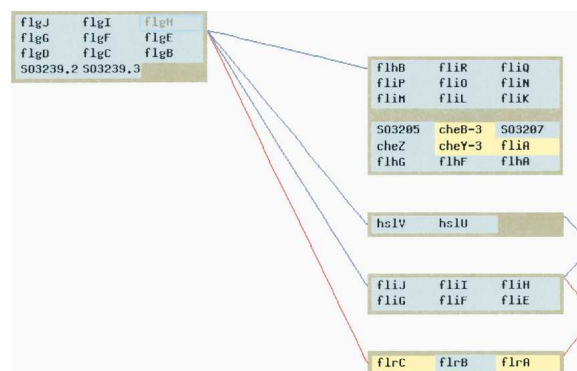 flgJ flgI flgH
flgG flgF flgE
flgD flgC flgB
SO3239.2 SO3239.3
flhB fliR fliQ
fliP fliO fliN
fliM fliL fliK
SO3205 cheB-3 SO3207
cheZ cheY-3 fliA
flhG flhF flhA
hslV hslU
fliJ fliI fliH
fliG fliF fliE
flrC flrB flrA